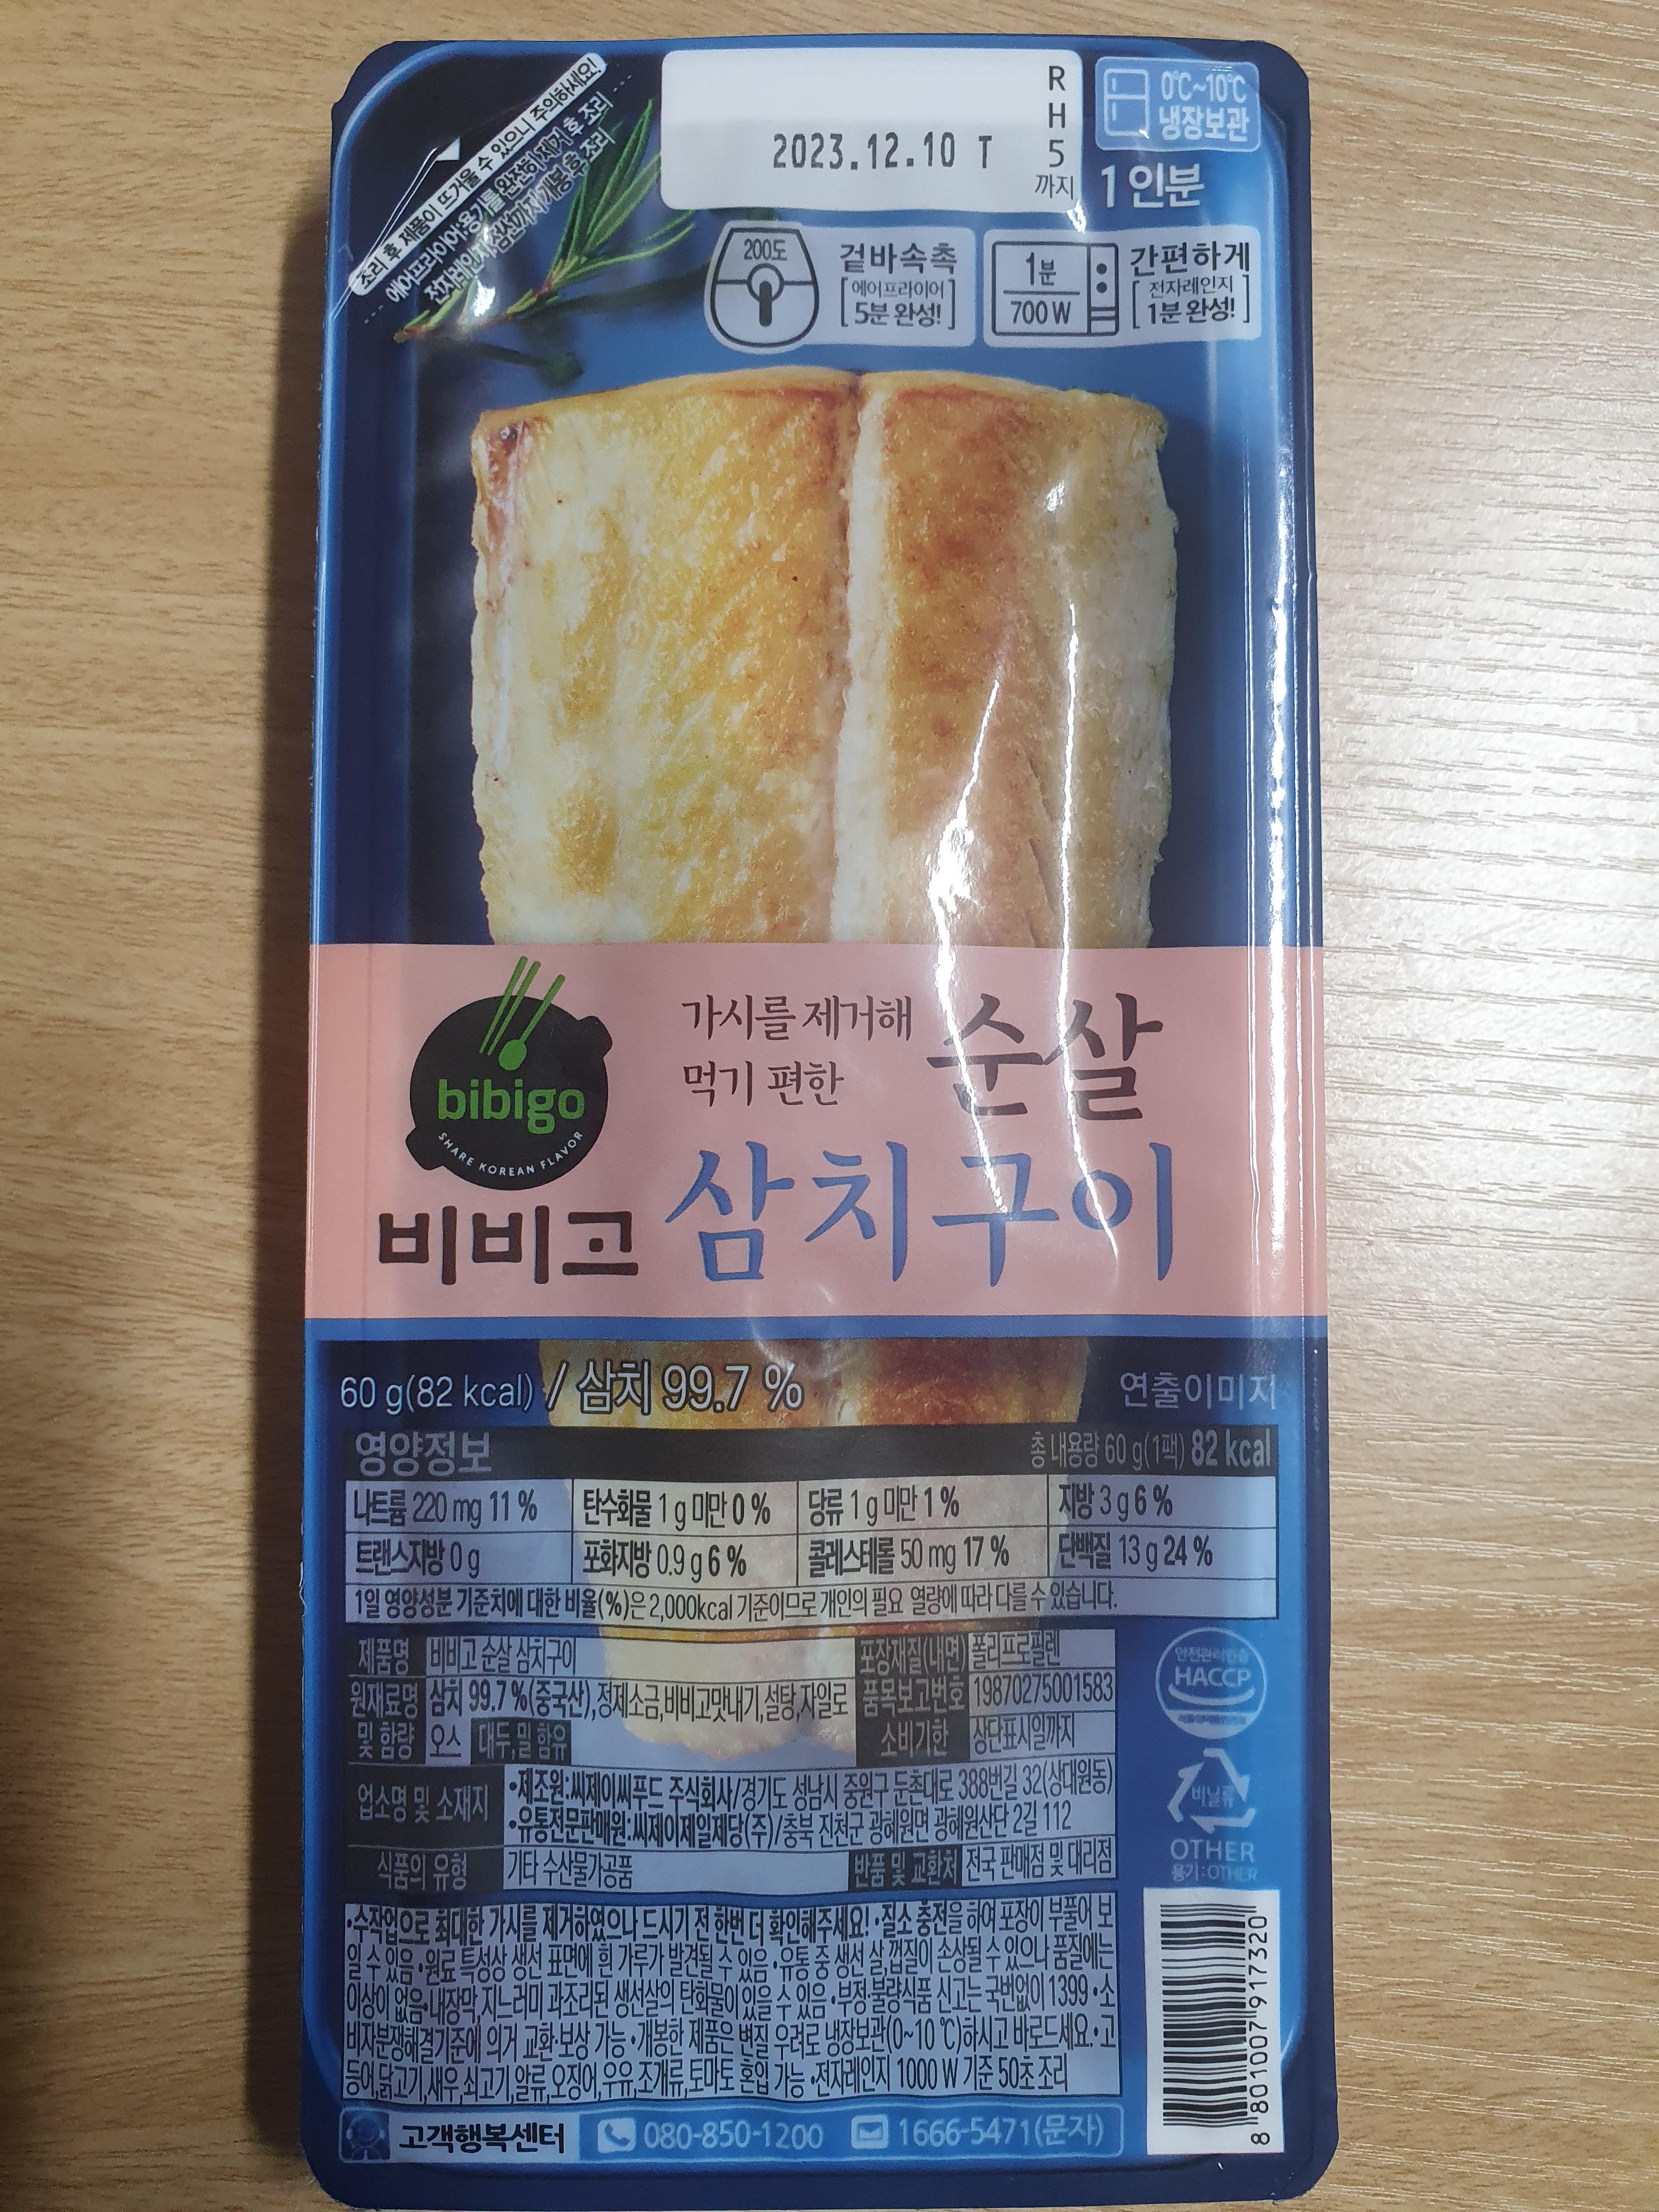 조리 후 제품이 뜨거울 수 있으니 주의하세요!
에어프라이어:용기를 완전히 제거 후 조리
전자레인지:점선까지 개봉 후 조리
2023.12.10 T
R
H
5
까지
0℃~10℃
냉장보관
1인분
200도
겉바속촉
에어프라이어
5분 완성!
1분
700 W
간편하게
전자레인지
1분 완성!
bibigo
SHARE KOREAN FLAVOR
비비고
가시를 제거해
먹기 편한
순살
삼치구이
60 g(82 kcal) / 삼치 99.7 %
연출이미지
영양정보 총 내용량 60 g(1팩) 82 kcal
나트륨 220 mg 11 % 탄수화물 1 g 미만 0 % 당류 1 g 미만 1 % 지방 3 g 6 %
트랜스지방 0 g 포화지방 0.9 g 6 % 콜레스테롤 50 mg 17 % 단백질 13 g 24 %
1일 영양성분 기준치에 대한 비율(%)은 2,000kcal 기준이므로 개인의 필요 열량에 따라 다를 수 있습니다.
제품명 비비고 순살 삼치구이 포장재질(내면) 폴리프로필렌
원재료명 삼치 99.7 %(중국산),정제소금,비비고맛내기,설탕,자일로 품목보고번호 19870275001583
및 함량 오스 대두,밀 함유 소비기한 상단표시일까지
업소명 및 소재지
•제조원:씨제이씨푸드 주식회사/경기도 성남시 중원구 둔촌대로 388번길 32(상대원동)
•유통전문판매원:씨제이제일제당(주)/충북 진천군 광혜원면 광혜원산단 2길 112
식품의 유형 기타 수산물가공품 반품 및 교환처 전국 판매점 및 대리점
안전관리인증
HACCP
비닐류
OTHER
용기:OTHER
•수작업으로 최대한 가시를 제거하였으나 드시기 전 한번 더 확인해주세요! •질소 충전을 하여 포장이 부풀어 보
일 수 있음 •원료 특성상 생선 표면에 흰 가루가 발견될 수 있음 •유통 중 생선 살,껍질이 손상될 수 있으나 품질에는
이상이 없음•내장막,지느러미 과조리된 생선살의 탄화물이 있을 수 있음 •부정·불량식품 신고는 국번없이 1399 •소
비자분쟁해결기준에 의거 교환·보상 가능 •개봉한 제품은 변질 우려로 냉장보관(0~10 ℃)하시고 바로드세요.•고
등어,닭고기,새우,쇠고기,알류,오징어,우유,조개류,토마토 혼입 가능 •전자레인지 1000 W 기준 50초 조리
8 801007 917320
고객행복센터 080-850-1200 1666-5471(문자)